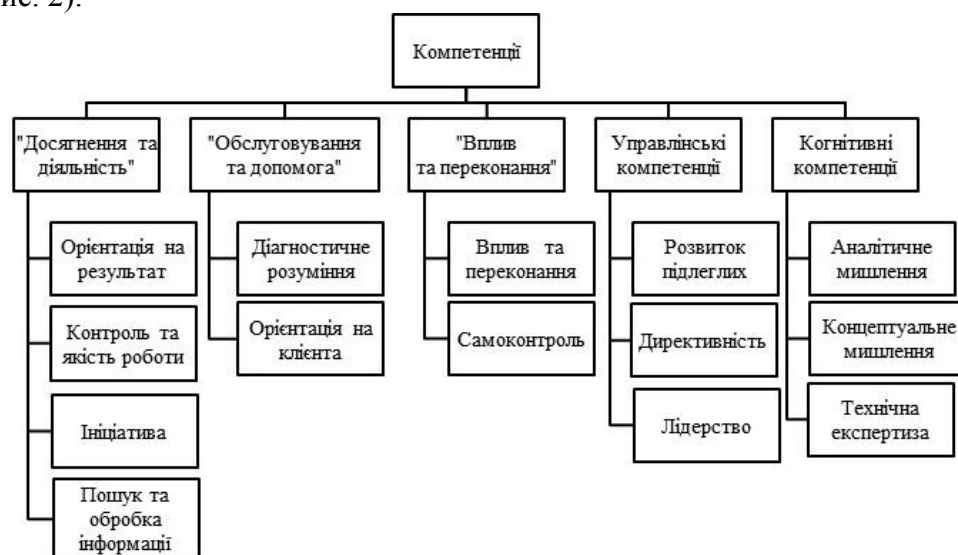 ис. 2).
Компетенції
"Досягнення та
діяльність"
"Обслуговування
та допомога"
"Вплив
та переконання"
Управлінські
компетенції
Когнітивні
компетенції
Орієнтація на
результат
Діагностичне
розуміння
Вплив та
переконання
Розвиток
підлеглих
Аналітичне
мислення
Контроль та
якість роботи
Орієнтація на
клієнта
Самоконтроль
Директивність
Концептуальне
мислення
Ініціатива
Лідерство
Технічна
експертиза
Пошук та
обробка
інформації